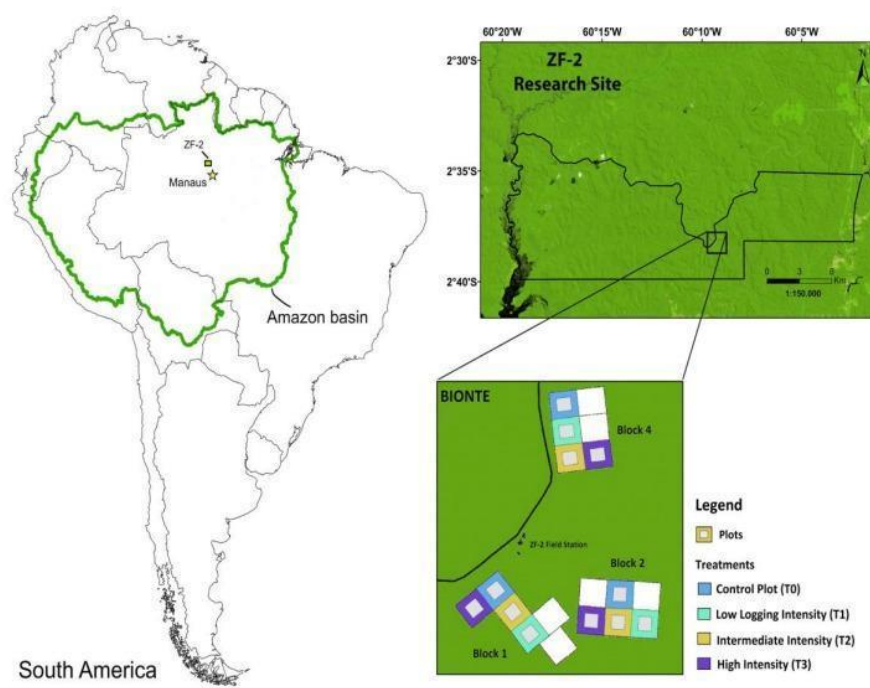 ZF-2
Manaus
Amazon basin
South America
60°20'W
60°15'W
60°10'W
60°5'W
2°30'S
2°35'S
2°40'S
ZF-2
Research Site
N
0 3 6
Km
1:150.000
BIONTE
Block 4
ZF-2 Field Station
Block 2
Block 1
Legend
Plots
Treatments
Control Plot (T0)
Low Logging Intensity (T1)
Intermediate Intensity (T2)
High Intensity (T3)